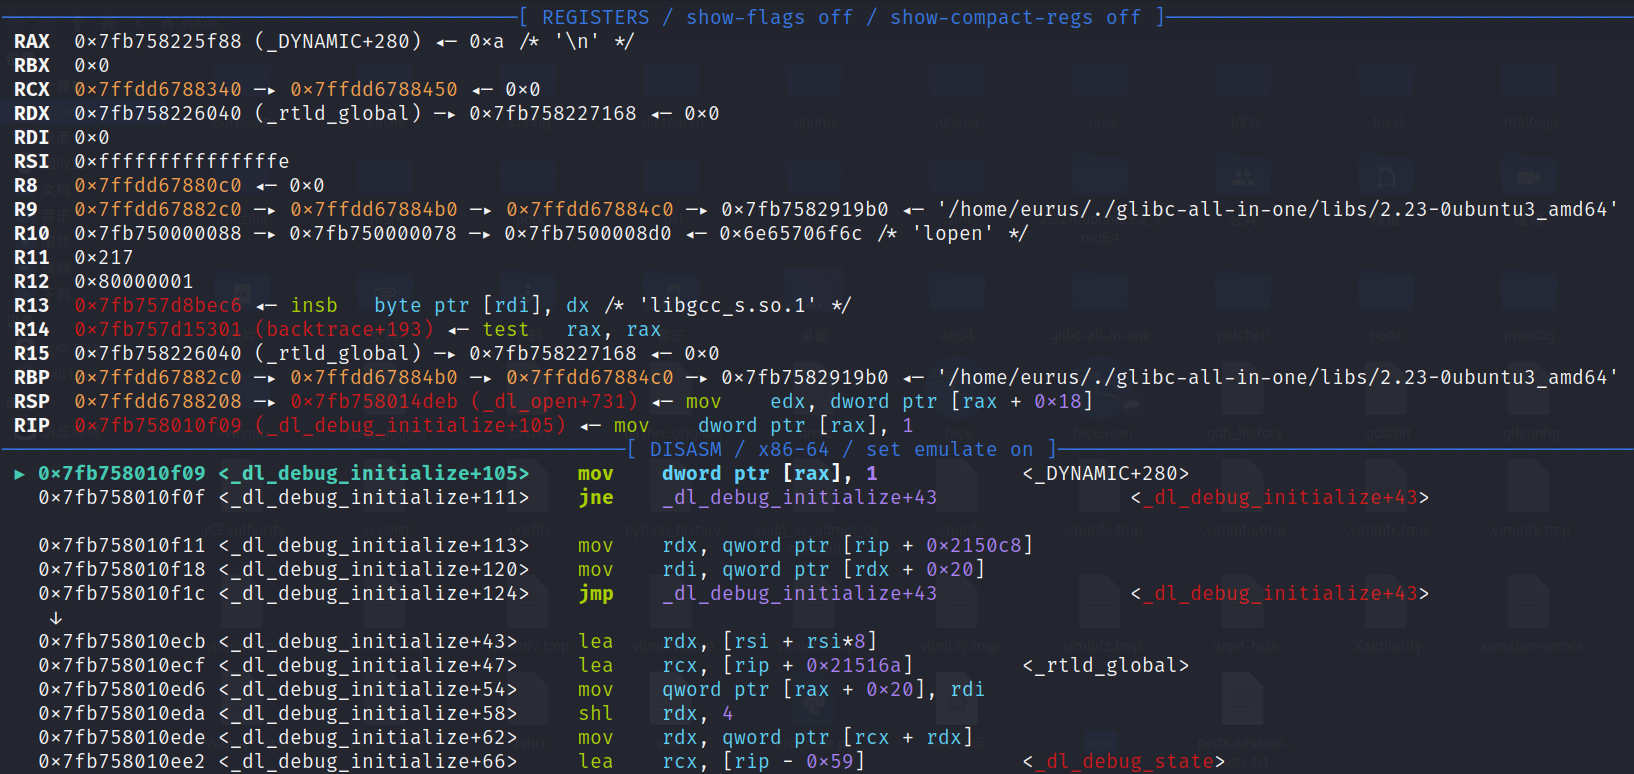 [ REGISTERS / show-flags off / show-compact-regs off ]
RAX 0×7fb758225f88 (_DYNAMIC+280) ◂— 0×a /* '\n' */
RBX 0×0
RCX 0×7ffdd6788340 —▸ 0×7ffdd6788450 ◂— 0×0
RDX 0×7fb758226040 (_rtld_global) —▸ 0×7fb758227168 ◂— 0×0
RDI 0×0
RSI 0×fffffffffffffffe
R8 0×7ffdd67880c0 ◂— 0×0
R9 0×7ffdd67882c0 —▸ 0×7ffdd67884b0 —▸ 0×7ffdd67884c0 —▸ 0×7fb7582919b0 ◂— '/home/eurus/./glibc-all-in-one/libs/2.23-0ubuntu3_amd64'
R10 0×7fb750000088 —▸ 0×7fb750000078 —▸ 0×7fb7500008d0 ◂— 0×6e65706f6c /* 'lopen' */
R11 0×217
R12 0×80000001
R13 0×7fb757d8bec6 ◂— insb byte ptr [rdi], dx /* 'libgcc_s.so.1' */
R14 0×7fb757d15301 (backtrace+193) ◂— test rax, rax
R15 0×7fb758226040 (_rtld_global) —▸ 0×7fb758227168 ◂— 0×0
RBP 0×7ffdd67882c0 —▸ 0×7ffdd67884b0 —▸ 0×7ffdd67884c0 —▸ 0×7fb7582919b0 ◂— '/home/eurus/./glibc-all-in-one/libs/2.23-0ubuntu3_amd64'
RSP 0×7ffdd6788208 —▸ 0×7fb758014deb (_dl_open+731) ◂— mov edx, dword ptr [rax + 0×18]
RIP 0×7fb758010f09 (_dl_debug_initialize+105) ◂— mov dword ptr [rax], 1
[ DISASM / x86-64 / set emulate on ]
► 0×7fb758010f09 <_dl_debug_initialize+105> mov dword ptr [rax], 1 <_DYNAMIC+280>
0×7fb758010f0f <_dl_debug_initialize+111> jne _dl_debug_initialize+43 <_dl_debug_initialize+43>
0×7fb758010f11 <_dl_debug_initialize+113> mov rdx, qword ptr [rip + 0×2150c8]
0×7fb758010f18 <_dl_debug_initialize+120> mov rdi, qword ptr [rdx + 0×20]
0×7fb758010f1c <_dl_debug_initialize+124> jmp _dl_debug_initialize+43 <_dl_debug_initialize+43>
↓
0×7fb758010ecb <_dl_debug_initialize+43> lea rdx, [rsi + rsi*8]
0×7fb758010ecf <_dl_debug_initialize+47> lea rcx, [rip + 0×21516a] <_rtld_global>
0×7fb758010ed6 <_dl_debug_initialize+54> mov qword ptr [rax + 0×20], rdi
0×7fb758010eda <_dl_debug_initialize+58> shl rdx, 4
0×7fb758010ede <_dl_debug_initialize+62> mov rdx, qword ptr [rcx + rdx]
0×7fb758010ee2 <_dl_debug_initialize+66> lea rcx, [rip - 0×59] <_dl_debug_state>